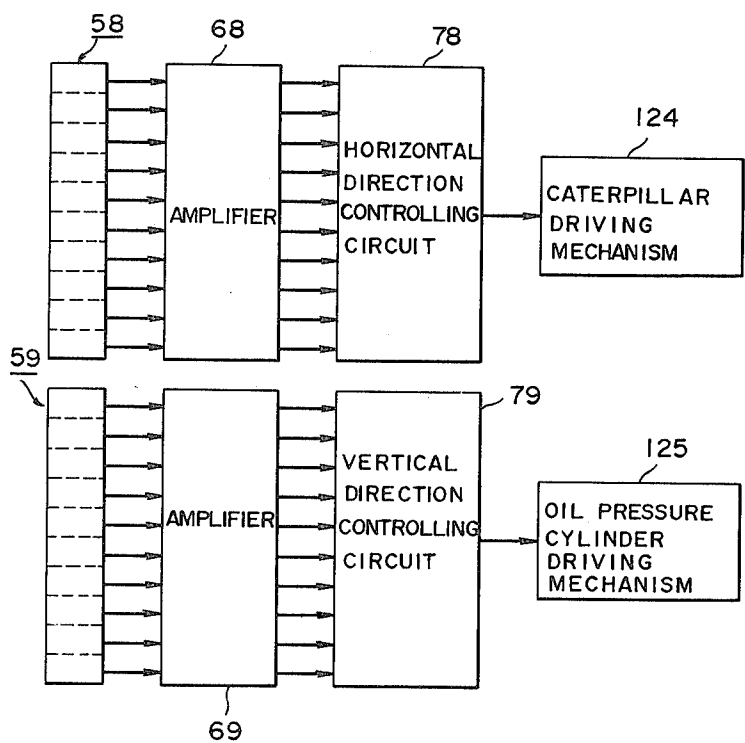 58
68
78
AMPLIFIER
HORIZONTAL
DIRECTION
CONTROLLING
CIRCUIT
124
CATERPILLAR
DRIVING
MECHANISM
59
69
AMPLIFIER
79
VERTICAL
DIRECTION
CONTROLLING
CIRCUIT
125
OIL PRESSURE
CYLINDER
DRIVING
MECHANISM